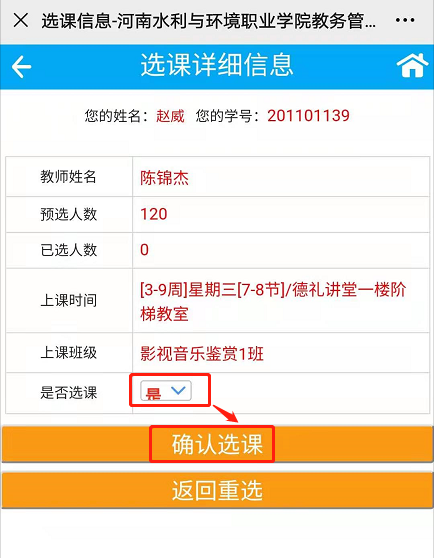 选课信息-河南水利与环境职业学院教务管...
选课详细信息
您的姓名：赵威 您的学号：201101139
教师姓名 陈锦杰
预选人数 120
已选人数 0
上课时间 [3-9周]星期三[7-8节]/德礼讲堂一楼阶
梯教室
上课班级 影视音乐鉴赏1班
是否选课 是
确认选课
返回重选